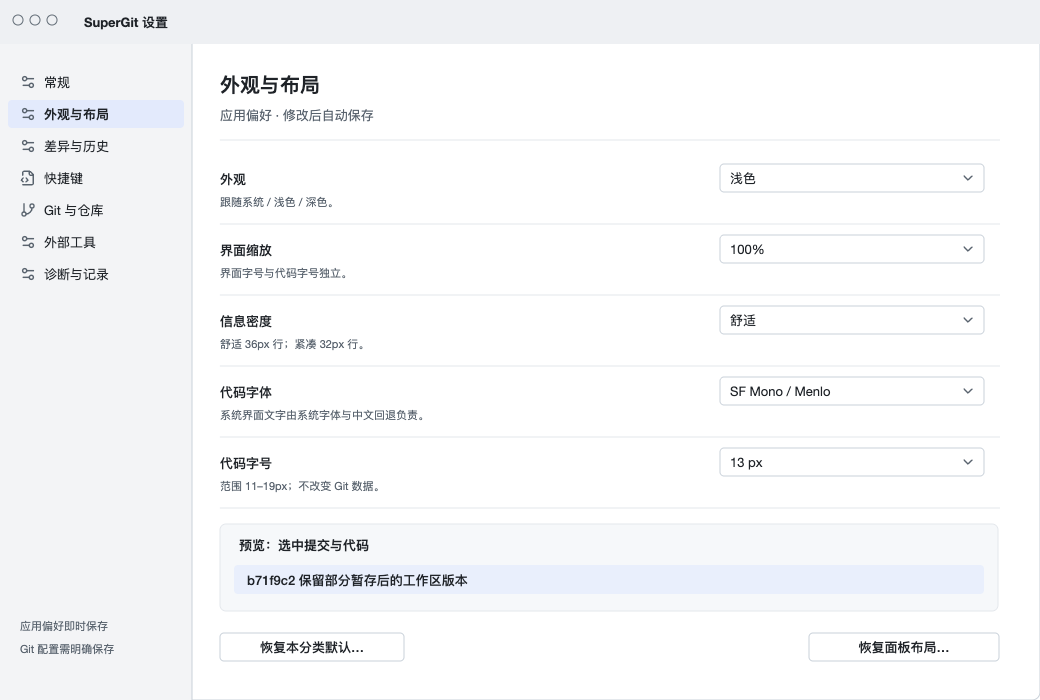 SuperGit 设置
常规
外观与布局
差异与历史
快捷键
Git 与仓库
外部工具
诊断与记录
应用偏好即时保存
Git 配置需明确保存
外观与布局
应用偏好 · 修改后自动保存
外观
跟随系统 / 浅色 / 深色。
浅色
界面缩放
界面字号与代码字号独立。
100%
信息密度
舒适 36px 行；紧凑 32px 行。
舒适
代码字体
系统界面文字由系统字体与中文回退负责。
SF Mono / Menlo
代码字号
范围 11–19px；不改变 Git 数据。
13 px
预览：选中提交与代码
b71f9c2 保留部分暂存后的工作区版本
恢复本分类默认…
恢复面板布局…